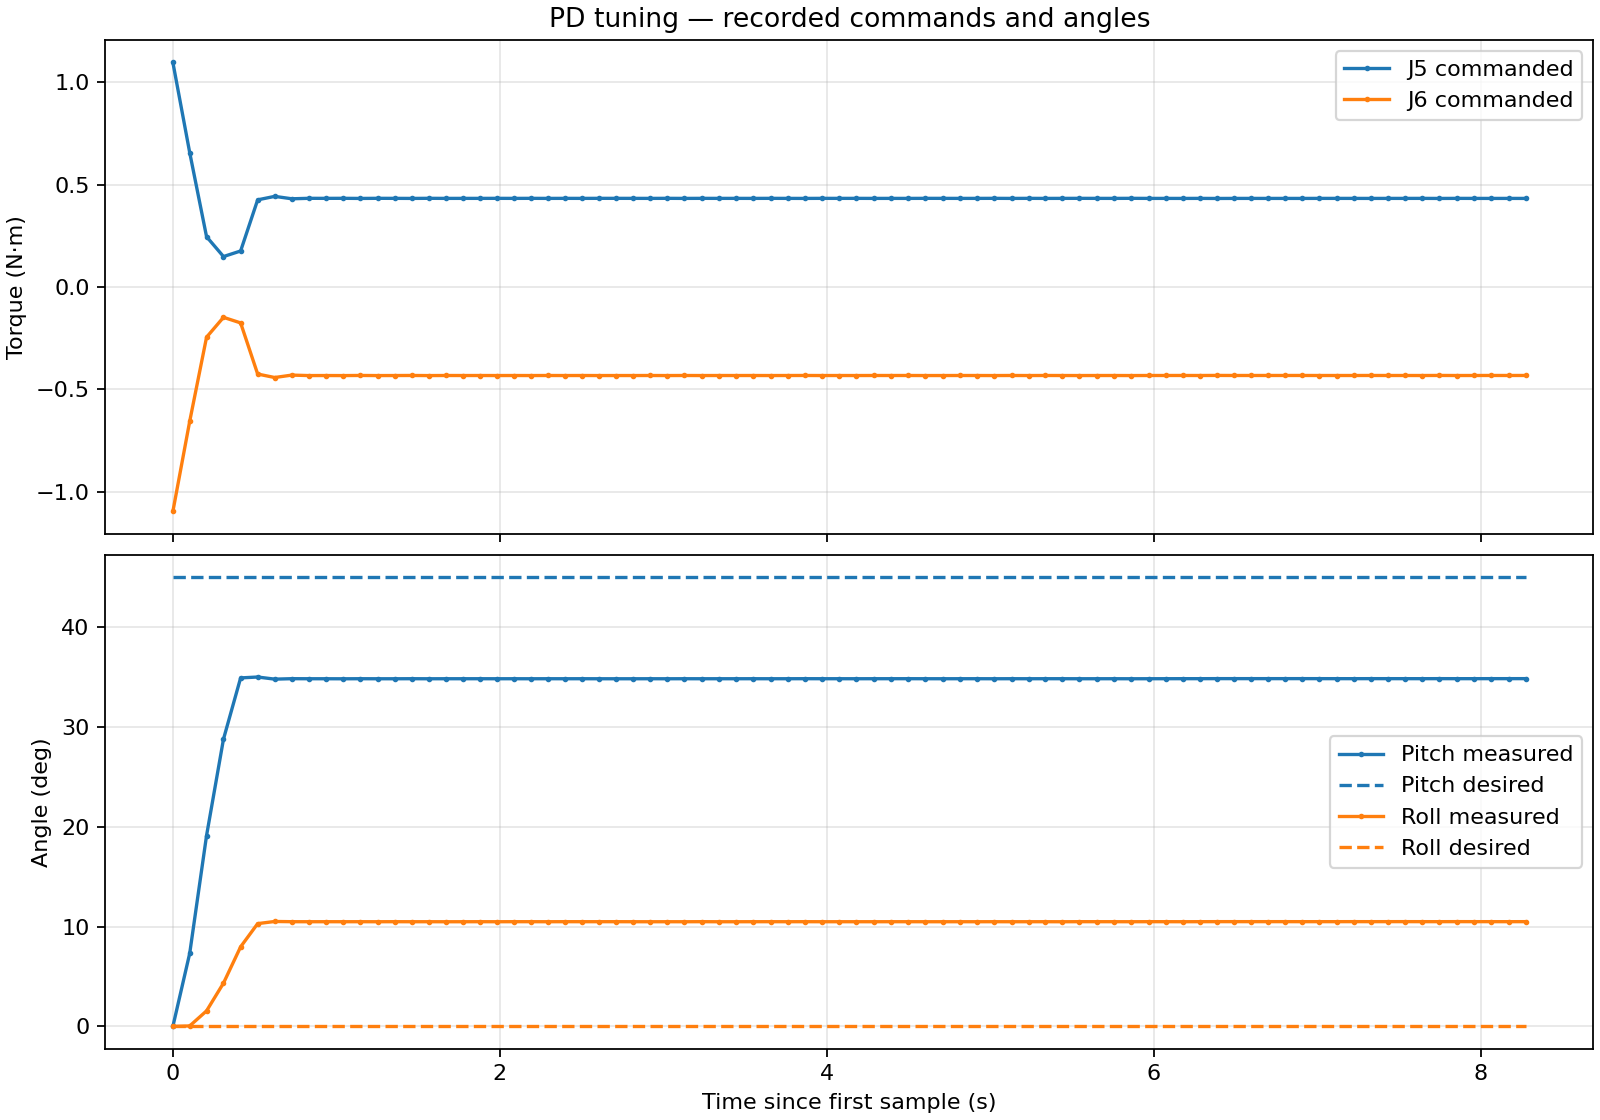 PD tuning — recorded commands and angles
J5 commanded
J6 commanded
Torque (N·m)
1.0
0.5
0.0
−0.5
−1.0
Angle (deg)
40
30
20
10
0
Pitch measured
Pitch desired
Roll measured
Roll desired
0 2 4 6 8
Time since first sample (s)